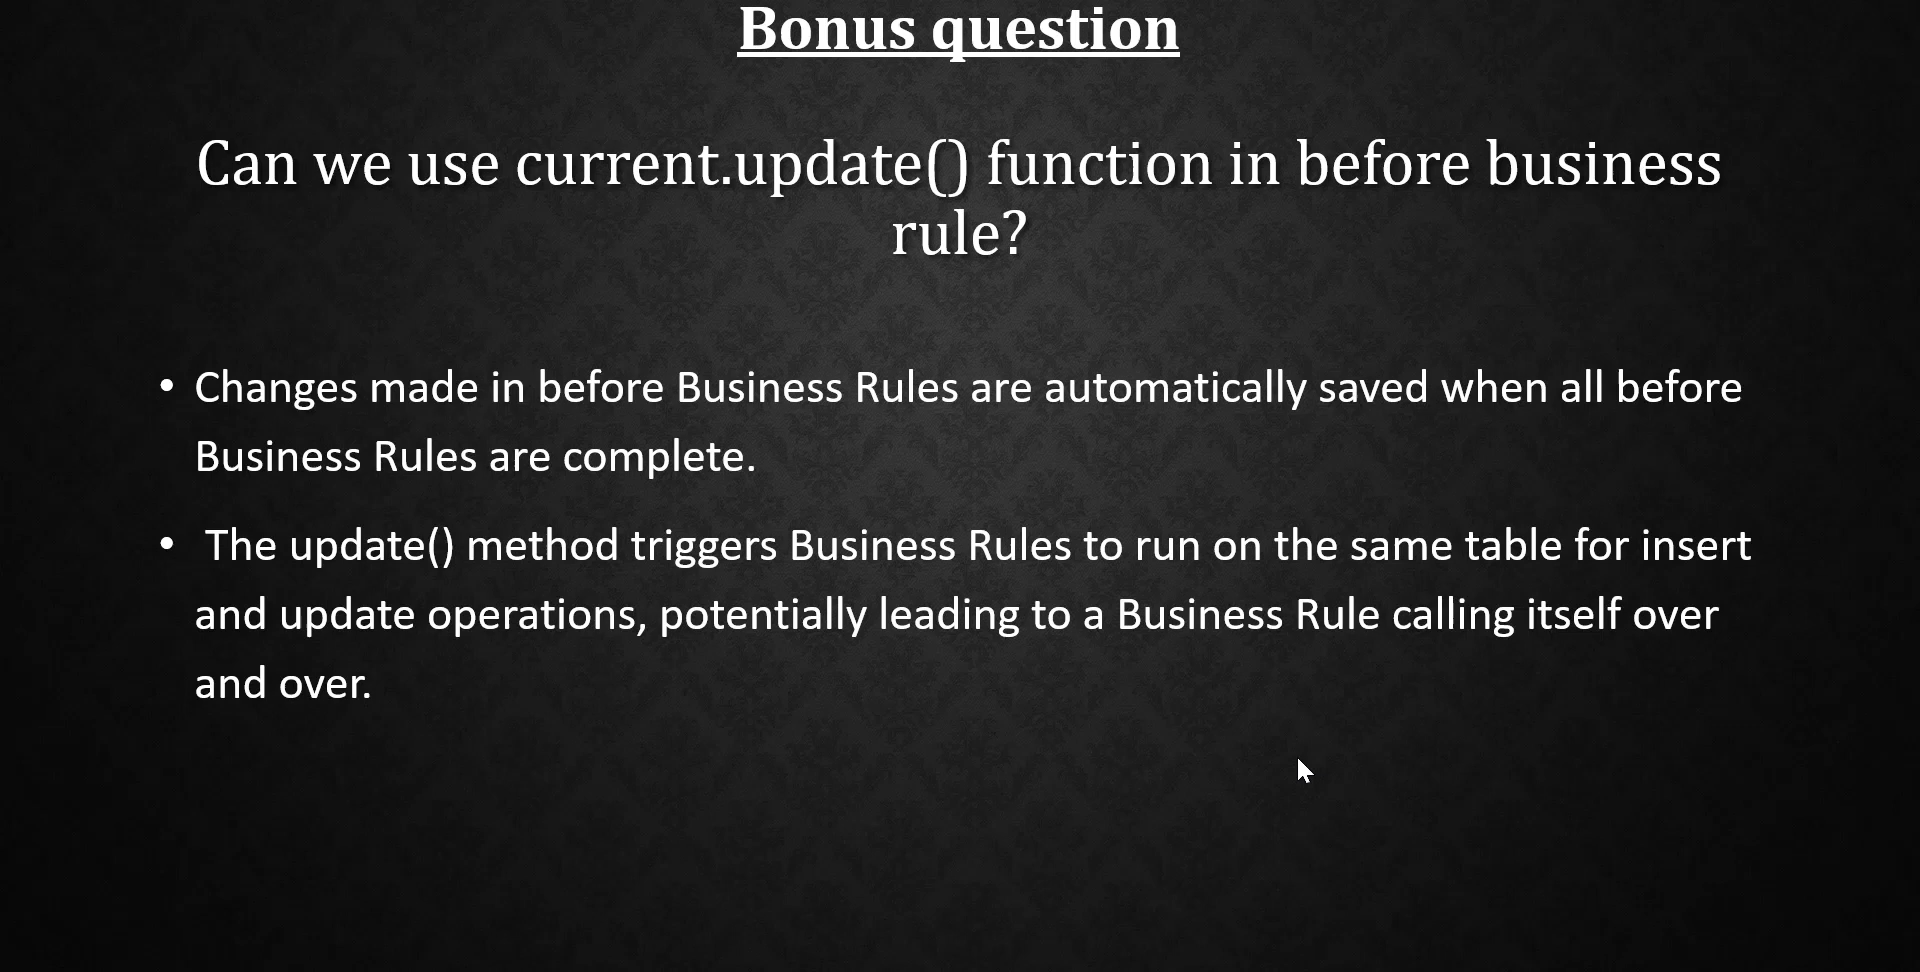 Bonus question
Can we use current.update() function in before business
rule?
• Changes made in before Business Rules are automatically saved when all before
Business Rules are complete.
• The update() method triggers Business Rules to run on the same table for insert
and update operations, potentially leading to a Business Rule calling itself over
and over.